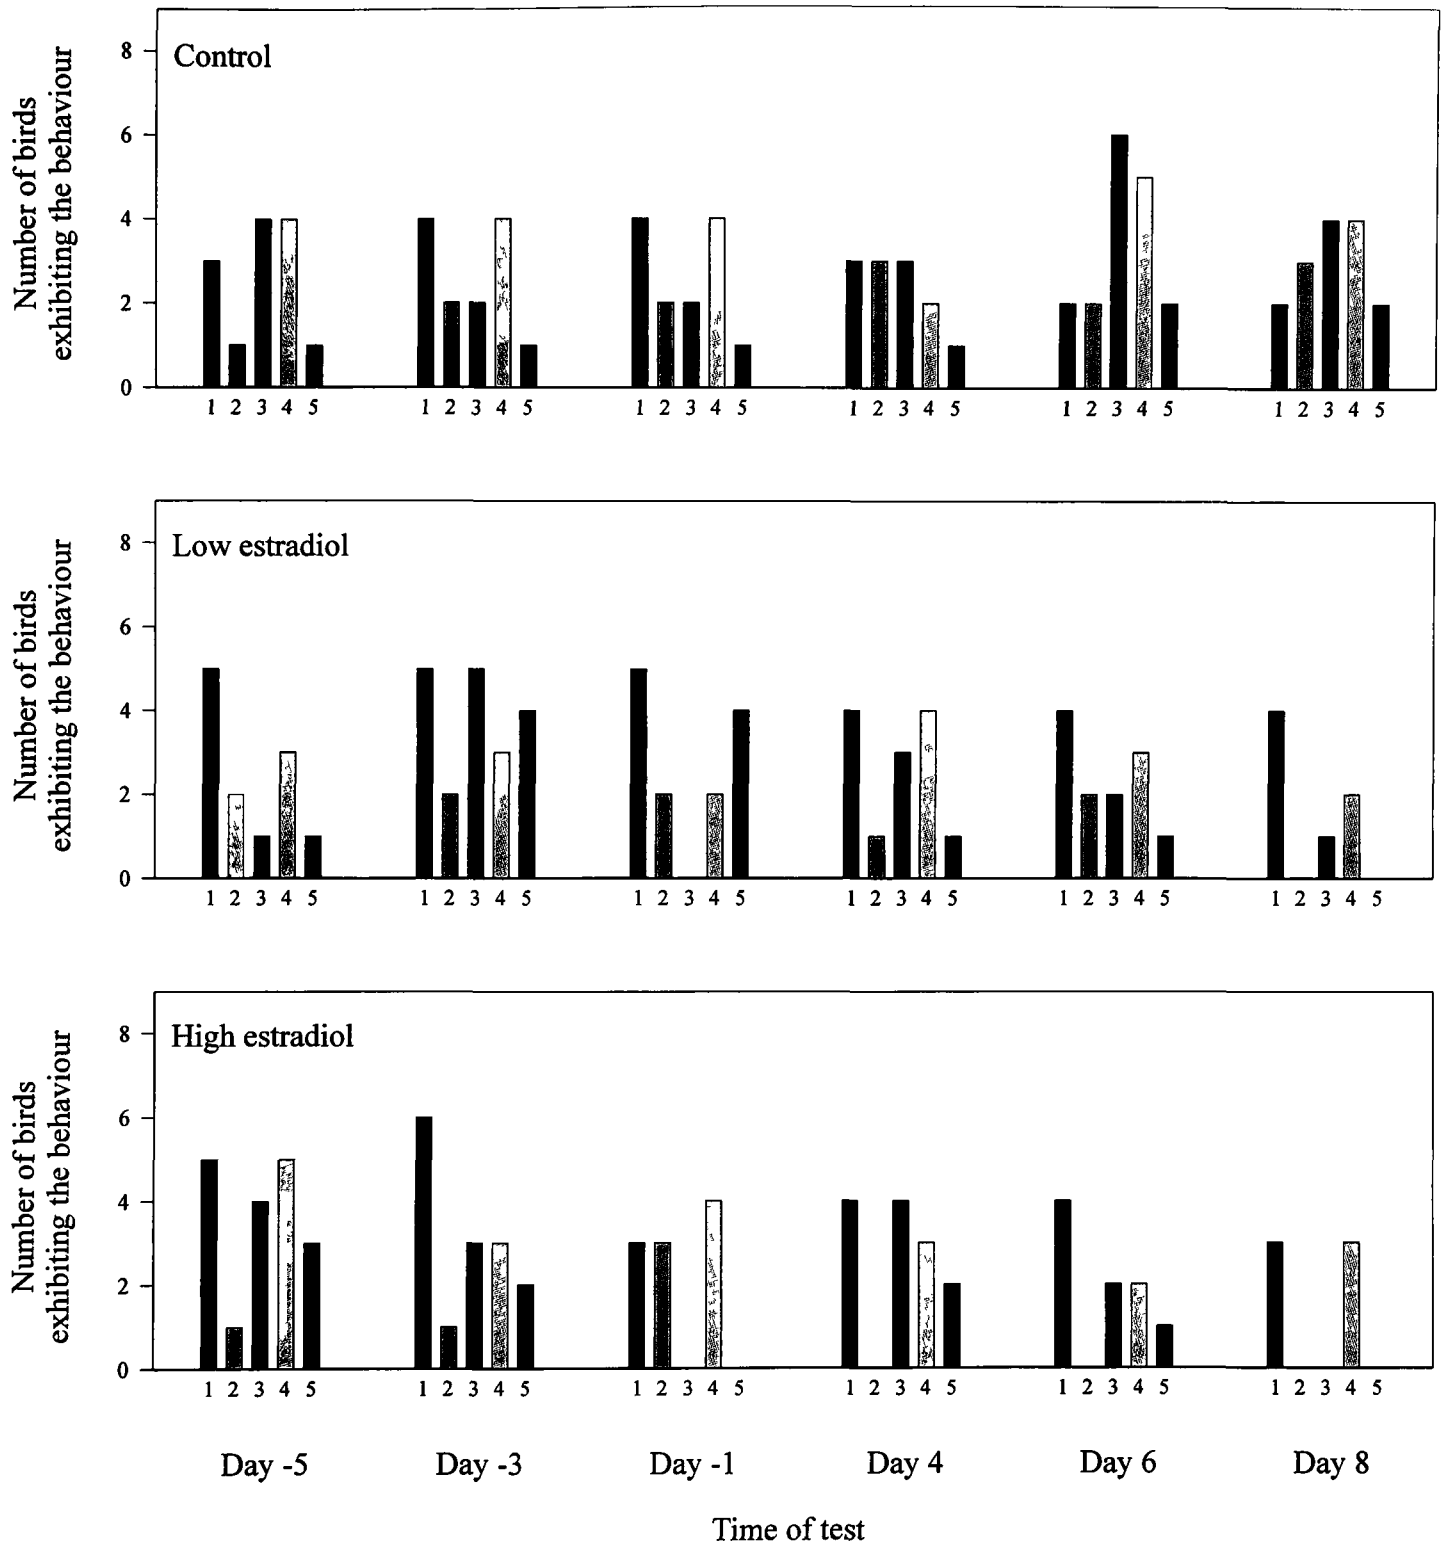 Number of birds
exhibiting the behaviour
8
6
4
2
0
Control
1 2 3 4 5 1 2 3 4 5 1 2 3 4 5 1 2 3 4 5 1 2 3 4 5 1 2 3 4 5
Number of birds
exhibiting the behaviour
8
6
4
2
0
Low estradiol
1 2 3 4 5 1 2 3 4 5 1 2 3 4 5 1 2 3 4 5 1 2 3 4 5 1 2 3 4 5
Number of birds
exhibiting the behaviour
8
6
4
2
0
High estradiol
1 2 3 4 5 1 2 3 4 5 1 2 3 4 5 1 2 3 4 5 1 2 3 4 5 1 2 3 4 5
Day -5 Day -3 Day -1 Day 4 Day 6 Day 8
Time of test